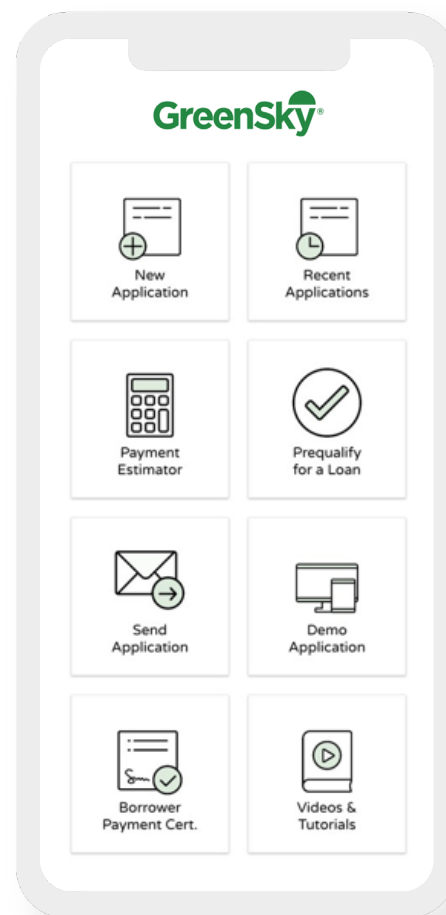 GreenSky®
New
Application
Recent
Applications
Payment
Estimator
Prequalify
for a Loan
Send
Application
Demo
Application
Borrower
Payment Cert.
Videos &
Tutorials